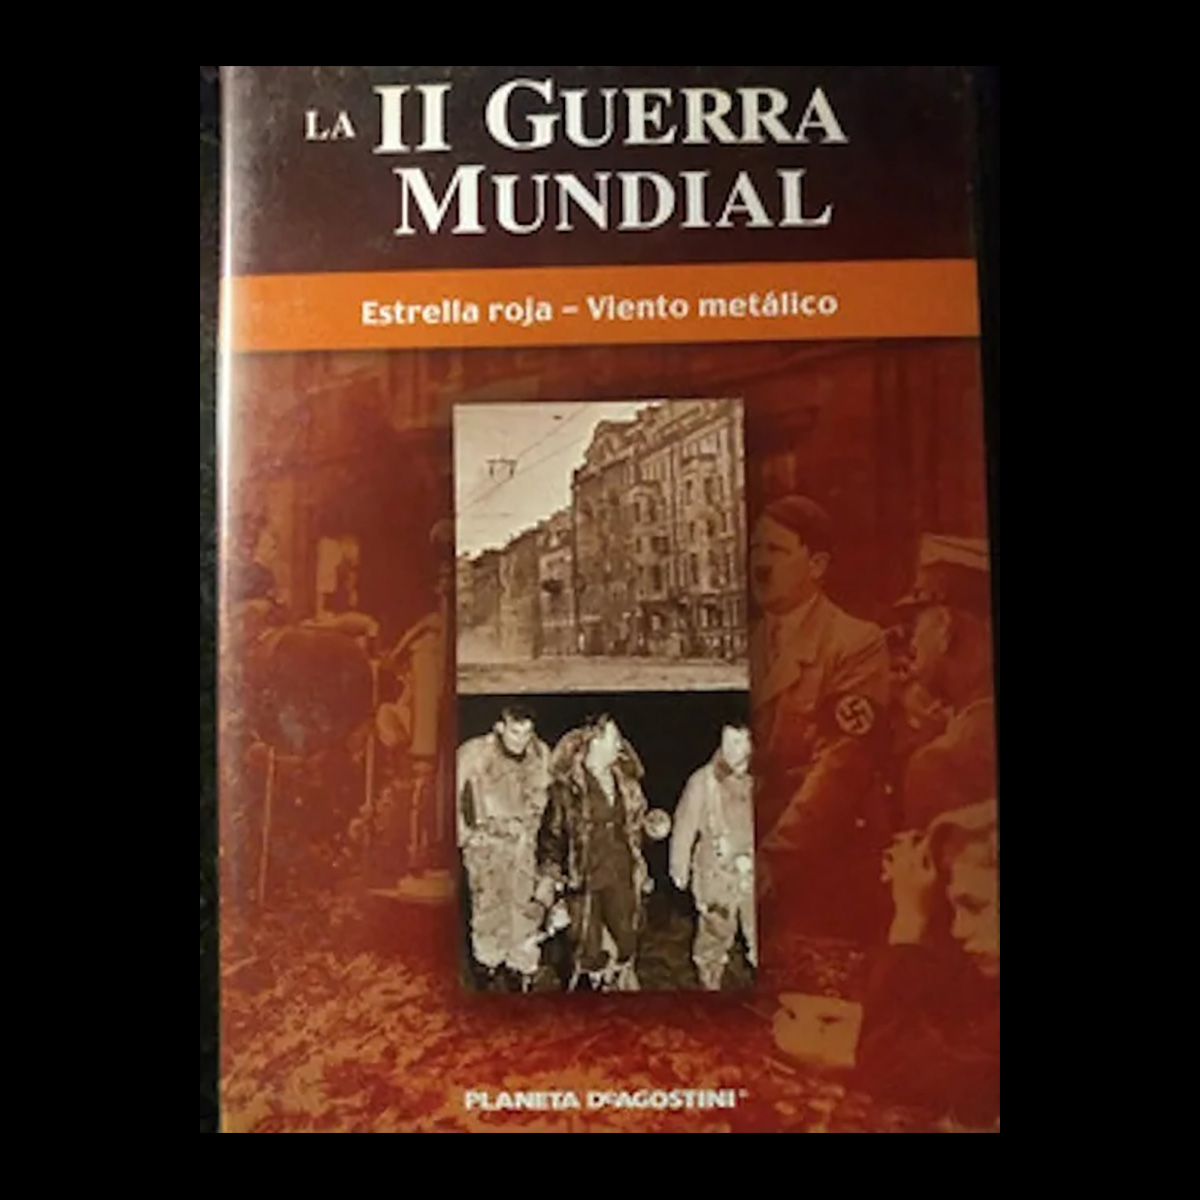 LA II GUERRA
MUNDIAL
Estrella roja – Viento metálico
PLANETA DEAGOSTINI®